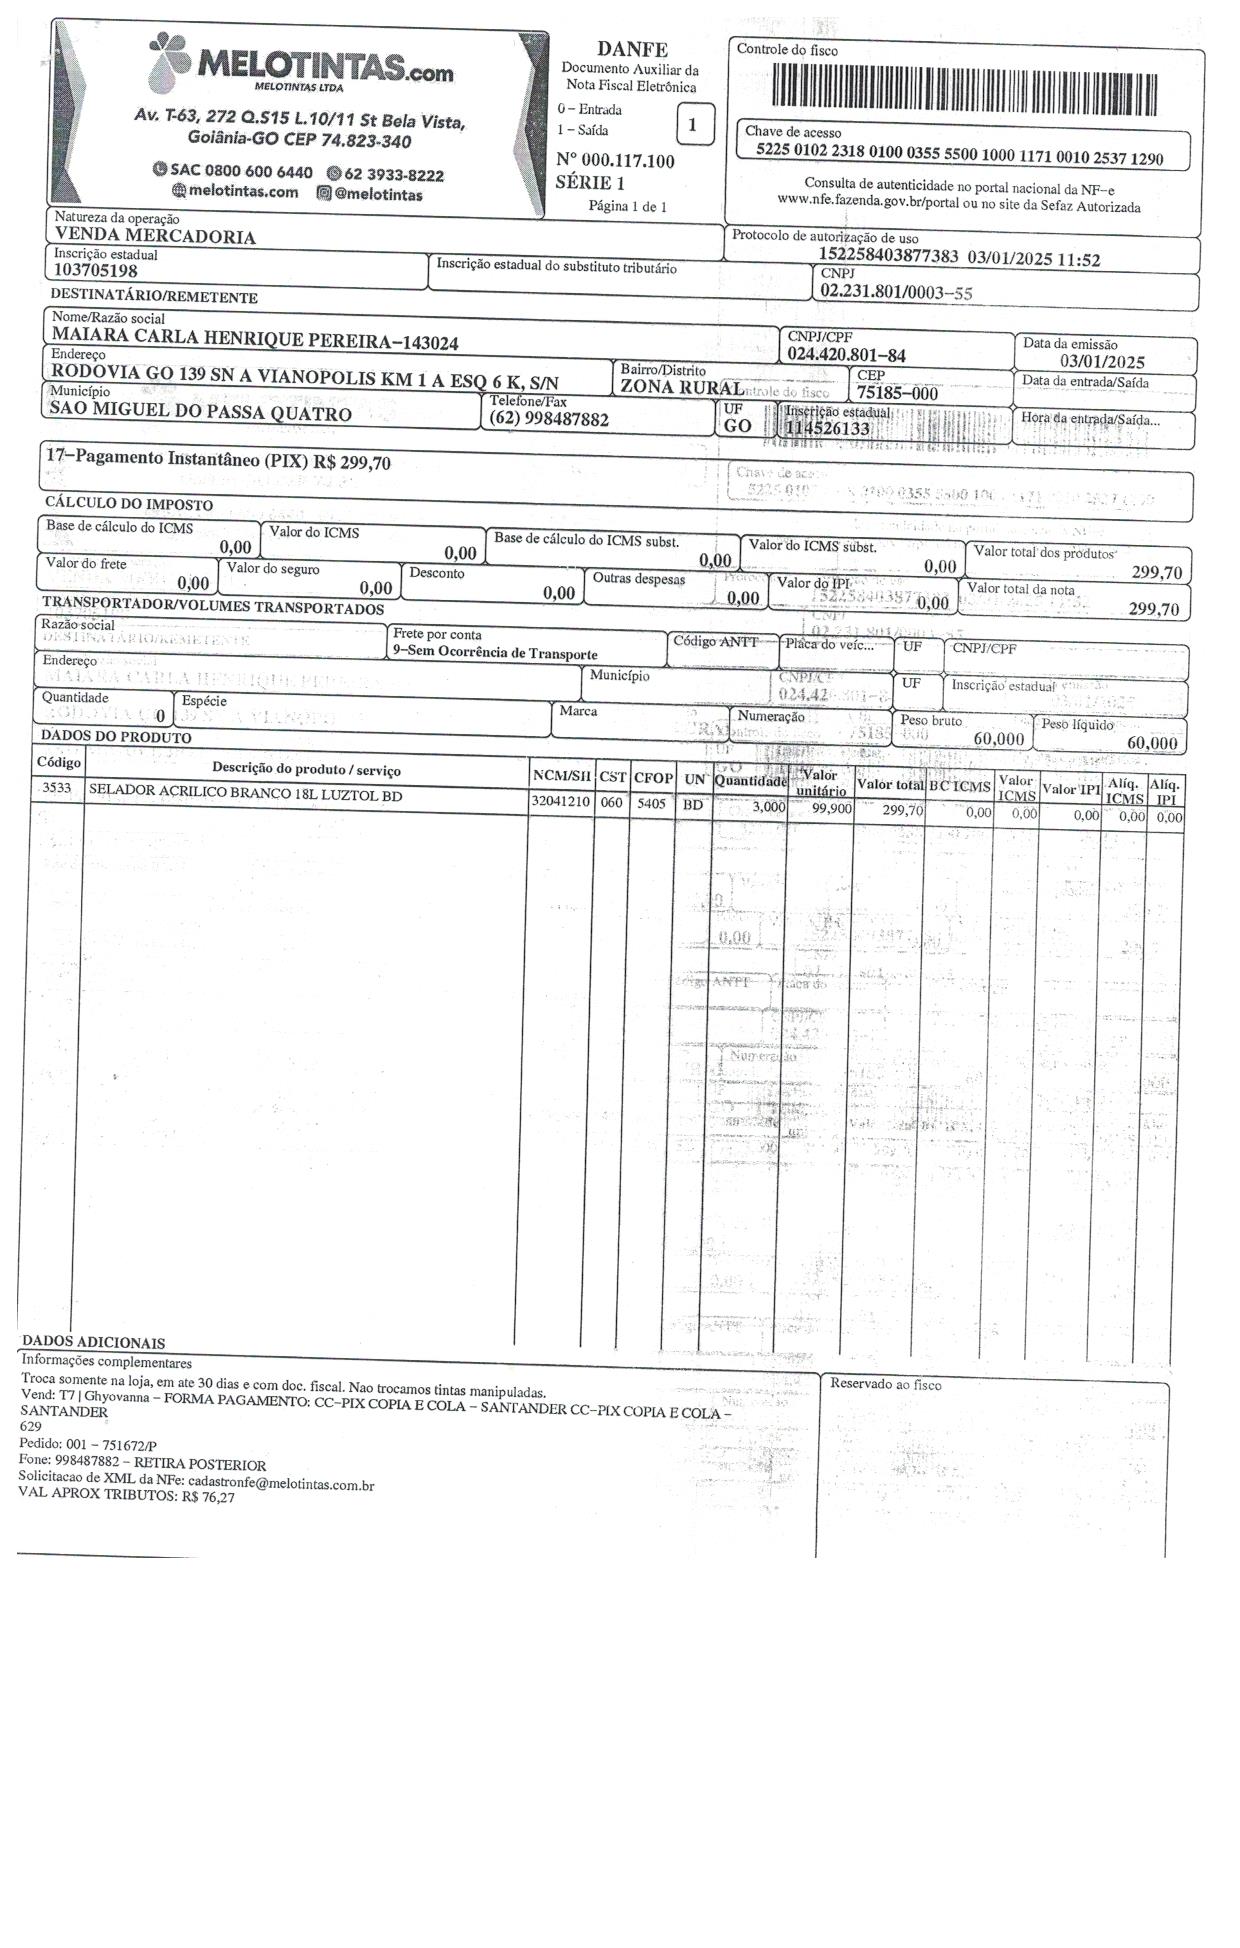 MELOTINTAS.com
MELOTINTAS LTDA
Av. T-63, 272 Q.515 L.10/11 St Bela Vista,
Goiânia-GO CEP 74.823-340
SAC 0800 600 6440 62 3933-8222
melotintas.com @melotintas
DANFE
Documento Auxiliar da
Nota Fiscal Eletrônica
0 – Entrada
1 – Saída
1
Nº 000.117.100
SÉRIE 1
Página 1 de 1
Controle do fisco
Chave de acesso
5225 0102 2318 0100 0355 5500 1000 1171 0010 2537 1290
Consulta de autenticidade no portal nacional da NF-e
www.nfe.fazenda.gov.br/portal ou no site da Sefaz Autorizada
Natureza da operação
VENDA MERCADORIA
Protocolo de autorização de uso
152258403877383 03/01/2025 11:52
Inscrição estadual
103705198
Inscrição estadual do substituto tributário
CNPJ
02.231.801/0003-55
DESTINATÁRIO/REMETENTE
Nome/Razão social
MAIARA CARLA HENRIQUE PEREIRA-143024
CNPJ/CPF
024.420.801-84
Data da emissão
03/01/2025
Endereço
RODOVIA GO 139 SN A VIANOPOLIS KM 1 A ESQ 6 K, S/N
Bairro/Distrito
ZONA RURAL
CEP
75185-000
Data da entrada/Saída
Município
SAO MIGUEL DO PASSA QUATRO
Telefone/Fax
(62) 998487882
UF
GO
Inscrição estadual
114526133
Hora da entrada/Saída...
17-Pagamento Instantâneo (PIX) R$ 299,70
CÁLCULO DO IMPOSTO
Base de cálculo do ICMS
0,00
Valor do ICMS
0,00
Base de cálculo do ICMS subst.
0,00
Valor do ICMS subst.
0,00
Valor total dos produtos
299,70
Valor do frete
0,00
Valor do seguro
0,00
Desconto
0,00
Outras despesas
0,00
Valor do IPI
0,00
Valor total da nota
299,70
TRANSPORTADOR/VOLUMES TRANSPORTADOS
Razão social
Frete por conta
9-Sem Ocorrência de Transporte
Código ANTT
Placa do veíc...
UF
CNPJ/CPF
Endereço
Município
UF
Inscrição estadual
Quantidade
0
Espécie
Marca
Numeração
Peso bruto
60,000
Peso líquido
60,000
DADOS DO PRODUTO
Código Descrição do produto / serviço NCM/SH CST CFOP UN Quantidade Valor unitário Valor total BC ICMS Valor ICMS Valor IPI Alíq. ICMS Alíq. IPI
3533 SELADOR ACRILICO BRANCO 18L LUZTOL BD 32041210 060 5405 BD 3,000 99,900 299,70 0,00 0,00 0,00 0,00 0,00
DADOS ADICIONAIS
Informações complementares
Troca somente na loja, em ate 30 dias e com doc. fiscal. Nao trocamos tintas manipuladas.
Vend: T7 | Ghyovanna – FORMA PAGAMENTO: CC-PIX COPIA E COLA – SANTANDER CC-PIX COPIA E COLA –
SANTANDER
629
Pedido: 001 – 751672/P
Fone: 998487882 – RETIRA POSTERIOR
Solicitacao de XML da NFe: cadastronfe@melotintas.com.br
VAL APROX TRIBUTOS: R$ 76,27
Reservado ao fisco